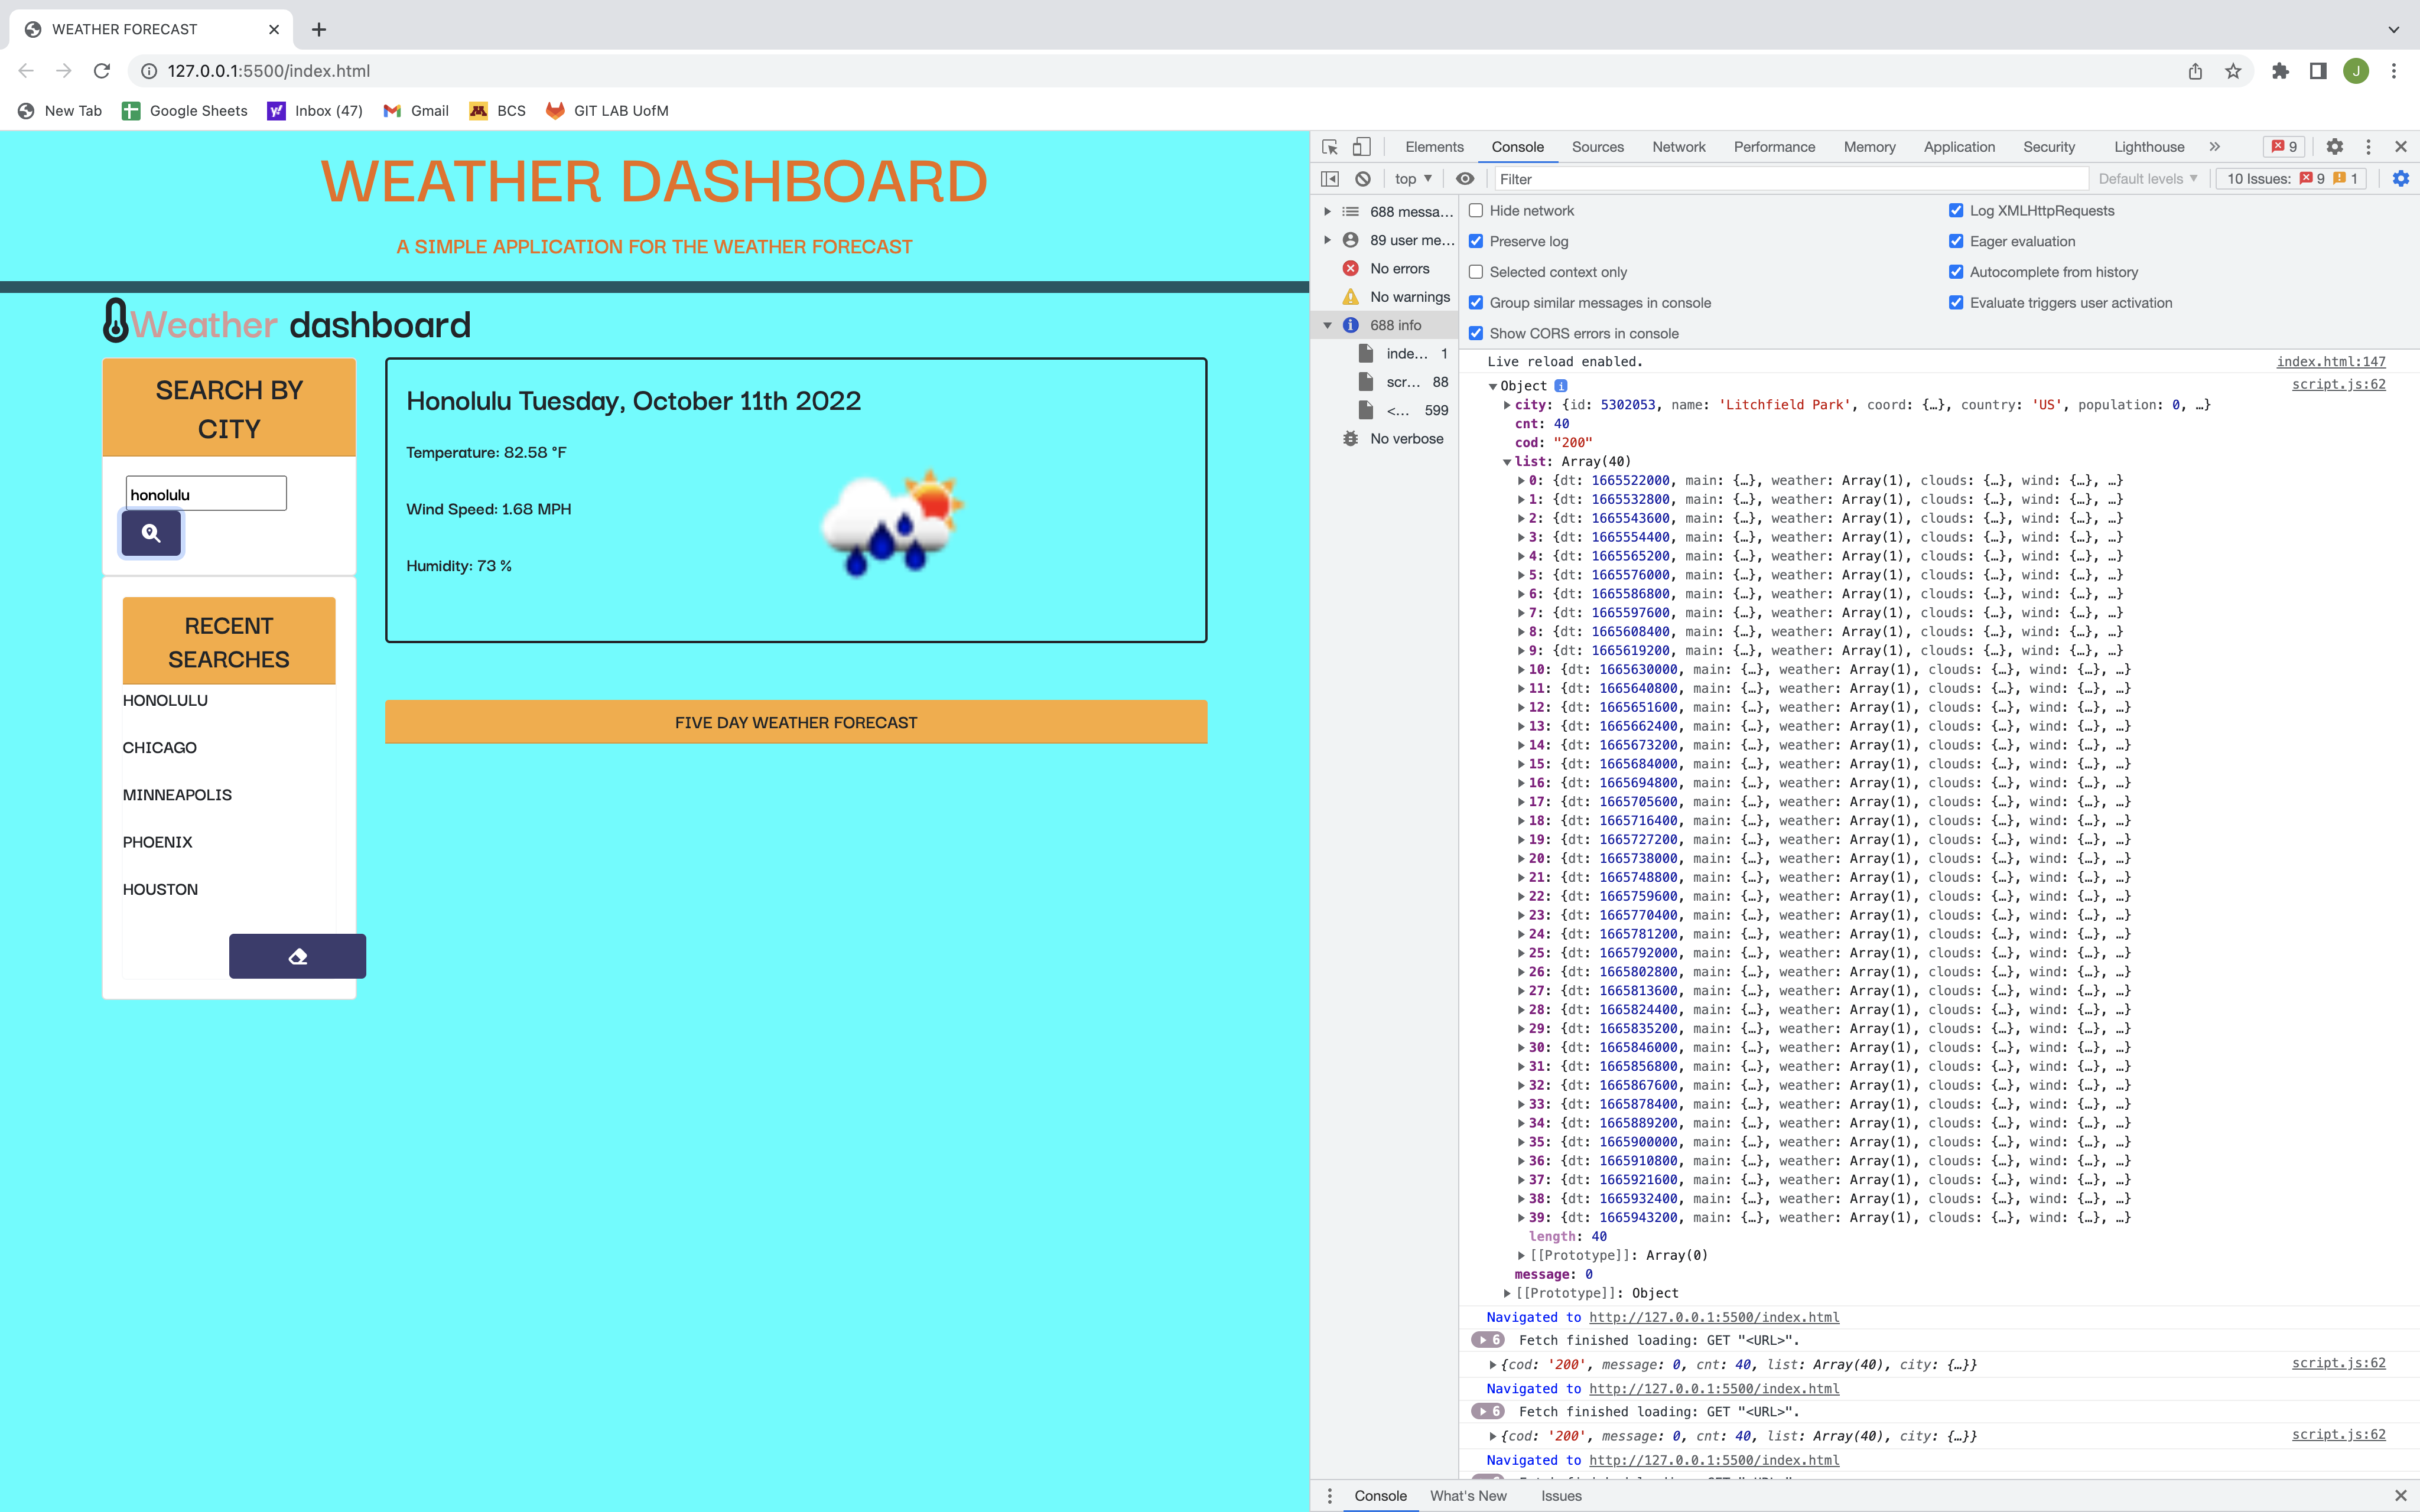 WEATHER FORECAST
127.0.0.1:5500/index.html
J
New Tab Google Sheets Inbox (47) Gmail BCS GIT LAB UofM
WEATHER DASHBOARD
A SIMPLE APPLICATION FOR THE WEATHER FORECAST
Weather dashboard
SEARCH BY
CITY
honolulu
RECENT
SEARCHES
HONOLULU
CHICAGO
MINNEAPOLIS
PHOENIX
HOUSTON
Honolulu Tuesday, October 11th 2022
Temperature: 82.58 °F
Wind Speed: 1.68 MPH
Humidity: 73 %
FIVE DAY WEATHER FORECAST
Elements Console Sources Network Performance Memory Application Security Lighthouse » 9
top Filter Default levels 10 Issues: 9 1
688 messa…
89 user me…
No errors
No warnings
688 info
inde… 1
scr… 88
<… 599
No verbose
Hide network Log XMLHttpRequests
Preserve log Eager evaluation
Selected context only Autocomplete from history
Group similar messages in console Evaluate triggers user activation
Show CORS errors in console
Live reload enabled. index.html:147
Object script.js:62
city: {id: 5302053, name: 'Litchfield Park', coord: {…}, country: 'US', population: 0, …}
cnt: 40
cod: "200"
list: Array(40)
0: {dt: 1665522000, main: {…}, weather: Array(1), clouds: {…}, wind: {…}, …}
1: {dt: 1665532800, main: {…}, weather: Array(1), clouds: {…}, wind: {…}, …}
2: {dt: 1665543600, main: {…}, weather: Array(1), clouds: {…}, wind: {…}, …}
3: {dt: 1665554400, main: {…}, weather: Array(1), clouds: {…}, wind: {…}, …}
4: {dt: 1665565200, main: {…}, weather: Array(1), clouds: {…}, wind: {…}, …}
5: {dt: 1665576000, main: {…}, weather: Array(1), clouds: {…}, wind: {…}, …}
6: {dt: 1665586800, main: {…}, weather: Array(1), clouds: {…}, wind: {…}, …}
7: {dt: 1665597600, main: {…}, weather: Array(1), clouds: {…}, wind: {…}, …}
8: {dt: 1665608400, main: {…}, weather: Array(1), clouds: {…}, wind: {…}, …}
9: {dt: 1665619200, main: {…}, weather: Array(1), clouds: {…}, wind: {…}, …}
10: {dt: 1665630000, main: {…}, weather: Array(1), clouds: {…}, wind: {…}, …}
11: {dt: 1665640800, main: {…}, weather: Array(1), clouds: {…}, wind: {…}, …}
12: {dt: 1665651600, main: {…}, weather: Array(1), clouds: {…}, wind: {…}, …}
13: {dt: 1665662400, main: {…}, weather: Array(1), clouds: {…}, wind: {…}, …}
14: {dt: 1665673200, main: {…}, weather: Array(1), clouds: {…}, wind: {…}, …}
15: {dt: 1665684000, main: {…}, weather: Array(1), clouds: {…}, wind: {…}, …}
16: {dt: 1665694800, main: {…}, weather: Array(1), clouds: {…}, wind: {…}, …}
17: {dt: 1665705600, main: {…}, weather: Array(1), clouds: {…}, wind: {…}, …}
18: {dt: 1665716400, main: {…}, weather: Array(1), clouds: {…}, wind: {…}, …}
19: {dt: 1665727200, main: {…}, weather: Array(1), clouds: {…}, wind: {…}, …}
20: {dt: 1665738000, main: {…}, weather: Array(1), clouds: {…}, wind: {…}, …}
21: {dt: 1665748800, main: {…}, weather: Array(1), clouds: {…}, wind: {…}, …}
22: {dt: 1665759600, main: {…}, weather: Array(1), clouds: {…}, wind: {…}, …}
23: {dt: 1665770400, main: {…}, weather: Array(1), clouds: {…}, wind: {…}, …}
24: {dt: 1665781200, main: {…}, weather: Array(1), clouds: {…}, wind: {…}, …}
25: {dt: 1665792000, main: {…}, weather: Array(1), clouds: {…}, wind: {…}, …}
26: {dt: 1665802800, main: {…}, weather: Array(1), clouds: {…}, wind: {…}, …}
27: {dt: 1665813600, main: {…}, weather: Array(1), clouds: {…}, wind: {…}, …}
28: {dt: 1665824400, main: {…}, weather: Array(1), clouds: {…}, wind: {…}, …}
29: {dt: 1665835200, main: {…}, weather: Array(1), clouds: {…}, wind: {…}, …}
30: {dt: 1665846000, main: {…}, weather: Array(1), clouds: {…}, wind: {…}, …}
31: {dt: 1665856800, main: {…}, weather: Array(1), clouds: {…}, wind: {…}, …}
32: {dt: 1665867600, main: {…}, weather: Array(1), clouds: {…}, wind: {…}, …}
33: {dt: 1665878400, main: {…}, weather: Array(1), clouds: {…}, wind: {…}, …}
34: {dt: 1665889200, main: {…}, weather: Array(1), clouds: {…}, wind: {…}, …}
35: {dt: 1665900000, main: {…}, weather: Array(1), clouds: {…}, wind: {…}, …}
36: {dt: 1665910800, main: {…}, weather: Array(1), clouds: {…}, wind: {…}, …}
37: {dt: 1665921600, main: {…}, weather: Array(1), clouds: {…}, wind: {…}, …}
38: {dt: 1665932400, main: {…}, weather: Array(1), clouds: {…}, wind: {…}, …}
39: {dt: 1665943200, main: {…}, weather: Array(1), clouds: {…}, wind: {…}, …}
length: 40
[[Prototype]]: Array(0)
message: 0
[[Prototype]]: Object
Navigated to http://127.0.0.1:5500/index.html
6 Fetch finished loading: GET "<URL>".
{cod: '200', message: 0, cnt: 40, list: Array(40), city: {…}} script.js:62
Navigated to http://127.0.0.1:5500/index.html
6 Fetch finished loading: GET "<URL>".
{cod: '200', message: 0, cnt: 40, list: Array(40), city: {…}} script.js:62
Navigated to http://127.0.0.1:5500/index.html
Console What's New Issues